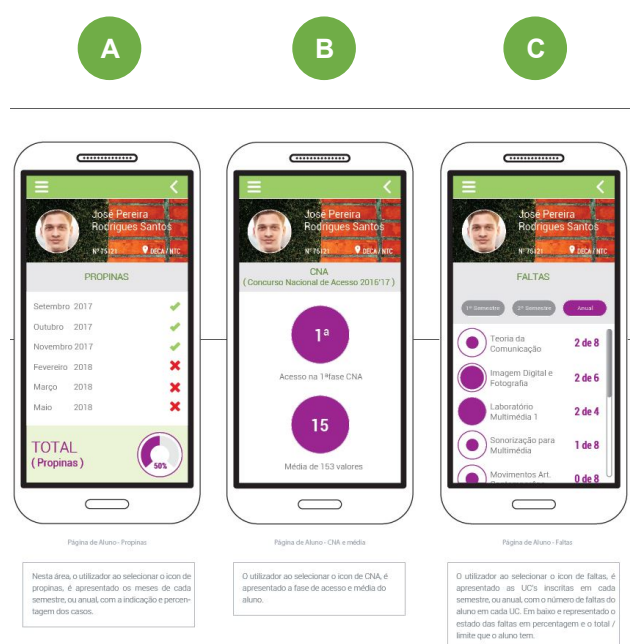 A
B
C
José Pereira
Rodrigues Santos
Nº 75121 DECA / NTC
PROPINAS
Setembro 2017
Outubro 2017
Novembro 2017
Fevereiro 2018
Março 2018
Maio 2018
TOTAL
( Propinas )
50%
Página de Aluno - Propinas
Nesta área, o utilizador ao selecionar o icon de
propinas, é apresentado os meses de cada
semestre, ou anual, com a indicação e percen-
tagem dos casos.
José Pereira
Rodrigues Santos
Nº 75121 DECA / NTC
CNA
( Concurso Nacional de Acesso 2016'17 )
1ª
Acesso na 1ªfase CNA
15
Média de 153 valores
Página de Aluno - CNA e média
O utilizador ao selecionar o icon de CNA, é
apresentado a fase de acesso e média do
aluno.
José Pereira
Rodrigues Santos
Nº 75121 DECA / NTC
FALTAS
1º Semestre 2º Semestre Anual
Teoria da
Comunicação 2 de 8
Imagem Digital e
Fotografia 2 de 6
Laboratório
Multimédia 1 2 de 4
Sonorização para
Multimédia 1 de 8
Movimentos Art.
0 de 8
Página de Aluno - Faltas
O utilizador ao selecionar o icon de faltas, é
apresentado as UC's inscritas em cada
semestre, ou anual, com o número de faltas do
aluno em cada UC. Em baixo e representado o
estado das faltas em percentagem e o total /
limite que o aluno tem.